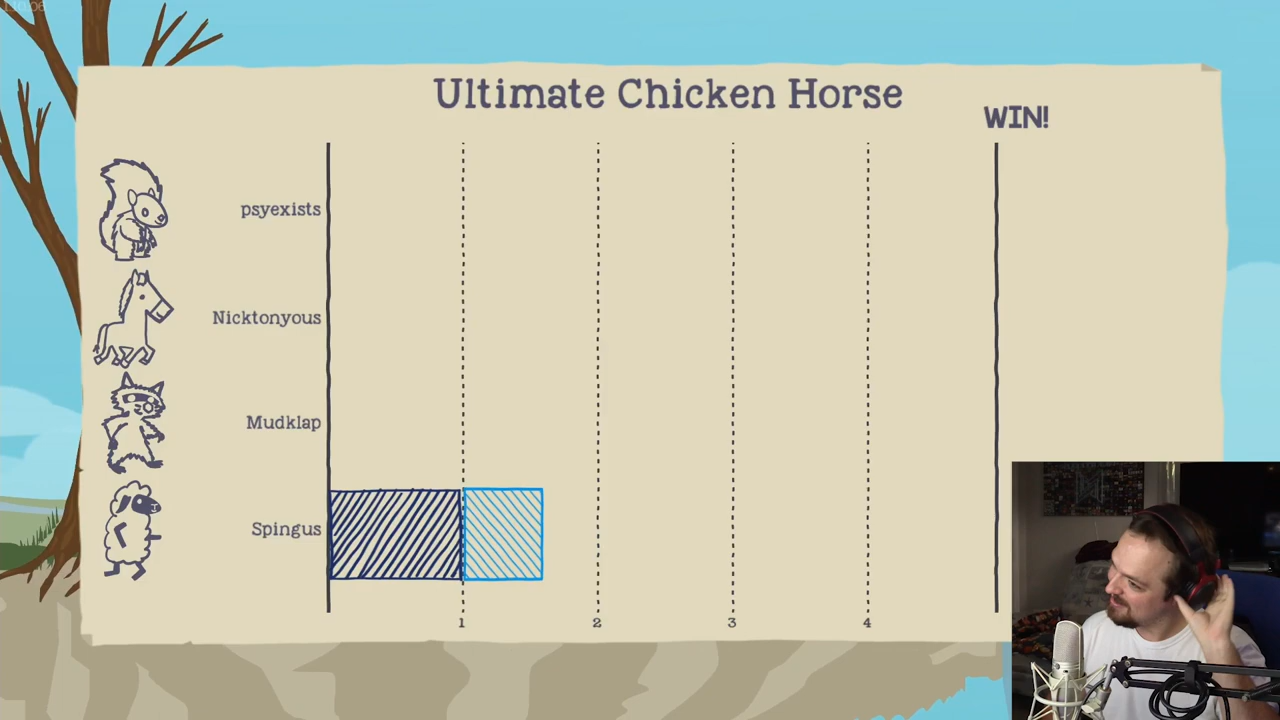 Ultimate Chicken Horse
WIN!
psyexists
Nicktonyous
Mudklap
Spingus
1 2 3 4